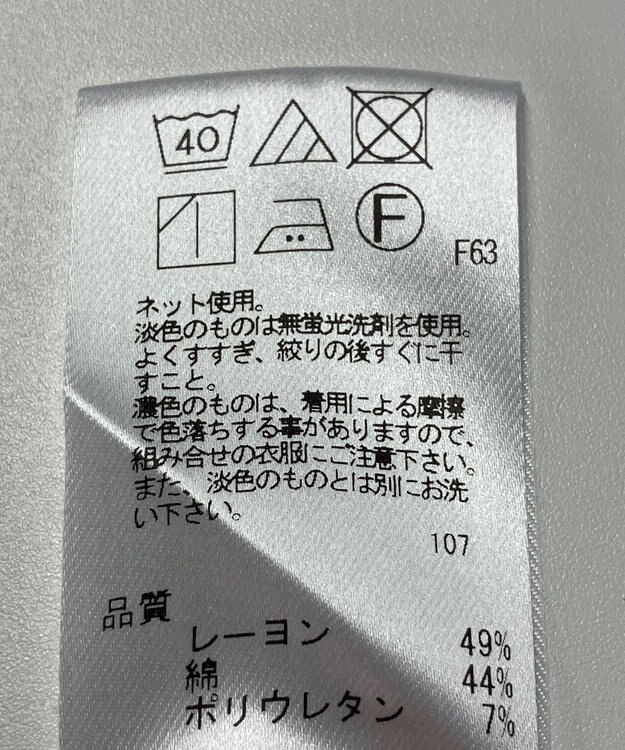 40
F
F63
ネット使用。
淡色のものは無蛍光洗剤を使用。
よくすすぎ、絞りの後すぐに干
すこと。
濃色のものは、着用による摩擦
で色落ちする事がありますので、
組み合せの衣服にご注意下さい。
また、淡色のものとは別にお洗
い下さい。
107
品質
レーヨン 49%
綿 44%
ポリウレタン 7%